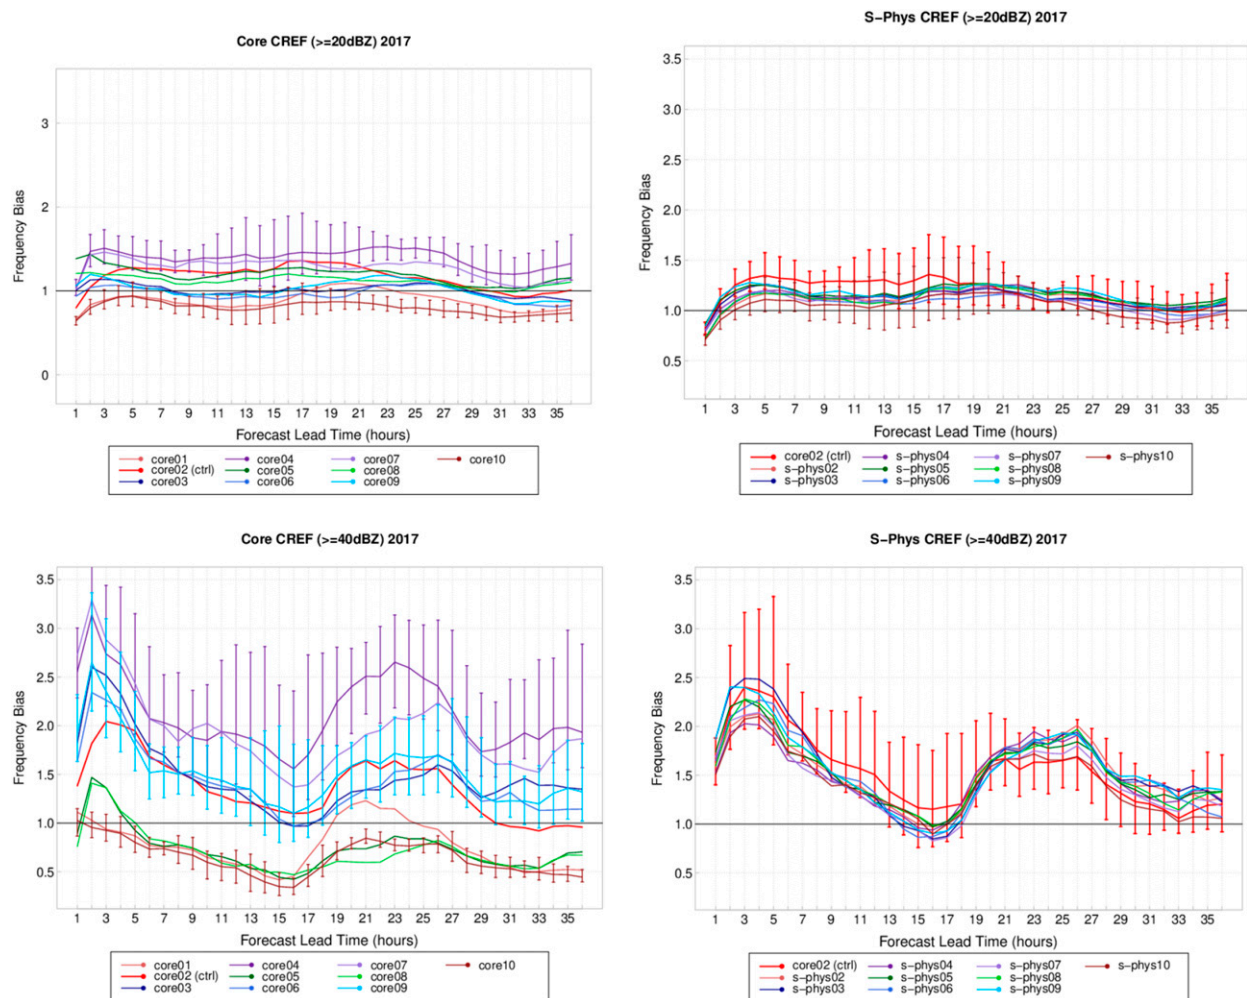 Core CREF (>=20dBZ) 2017
Frequency Bias
3
2
1
0
1 3 5 7 9 11 13 15 17 19 21 23 25 27 29 31 33 35
Forecast Lead Time (hours)
core01 core04 core07 core10
core02 (ctrl) core05 core08
core03 core06 core09
S-Phys CREF (>=20dBZ) 2017
Frequency Bias
3.5
3.0
2.5
2.0
1.5
1.0
0.5
1 3 5 7 9 11 13 15 17 19 21 23 25 27 29 31 33 35
Forecast Lead Time (hours)
core02 (ctrl) s-phys04 s-phys07 s-phys10
s-phys02 s-phys05 s-phys08
s-phys03 s-phys06 s-phys09
Core CREF (>=40dBZ) 2017
Frequency Bias
3.5
3.0
2.5
2.0
1.5
1.0
0.5
1 3 5 7 9 11 13 15 17 19 21 23 25 27 29 31 33 35
Forecast Lead Time (hours)
core01 core04 core07 core10
core02 (ctrl) core05 core08
core03 core06 core09
S-Phys CREF (>=40dBZ) 2017
Frequency Bias
3.5
3.0
2.5
2.0
1.5
1.0
0.5
1 3 5 7 9 11 13 15 17 19 21 23 25 27 29 31 33 35
Forecast Lead Time (hours)
core02 (ctrl) s-phys04 s-phys07 s-phys10
s-phys02 s-phys05 s-phys08
s-phys03 s-phys06 s-phys09